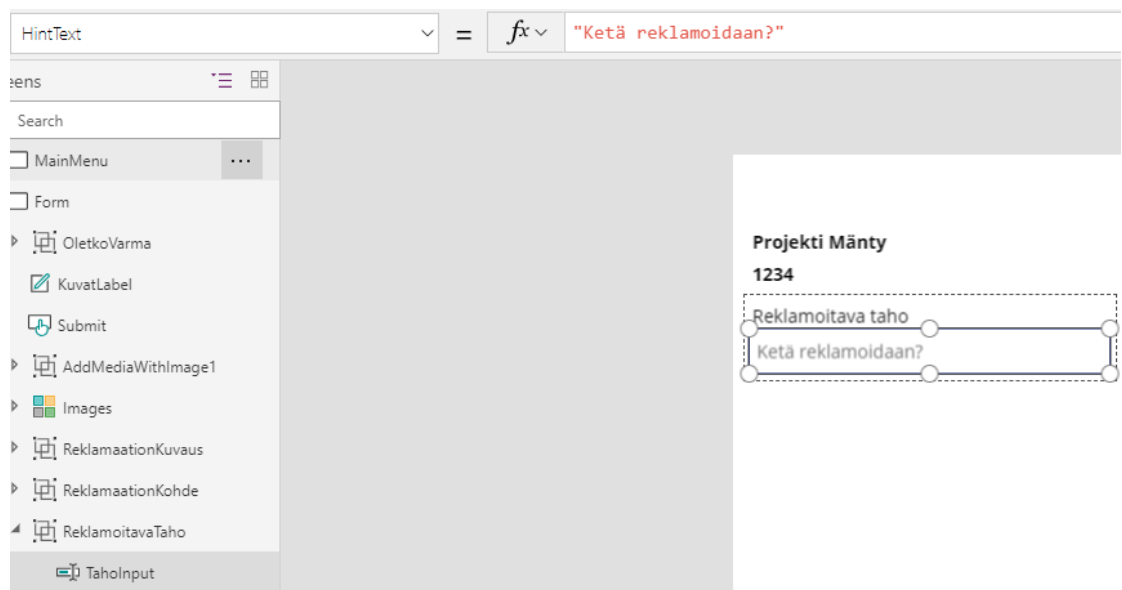 HintText
=
fx
"Ketä reklamoidaan?"
eens
Search
MainMenu
...
Form
OletkoVarma
KuvatLabel
Submit
AddMediaWithImage1
Images
ReklamaationKuvaus
ReklamaationKohde
ReklamoitavaTaho
TahoInput
Projekti Mänty
1234
Reklamoitava taho
Ketä reklamoidaan?